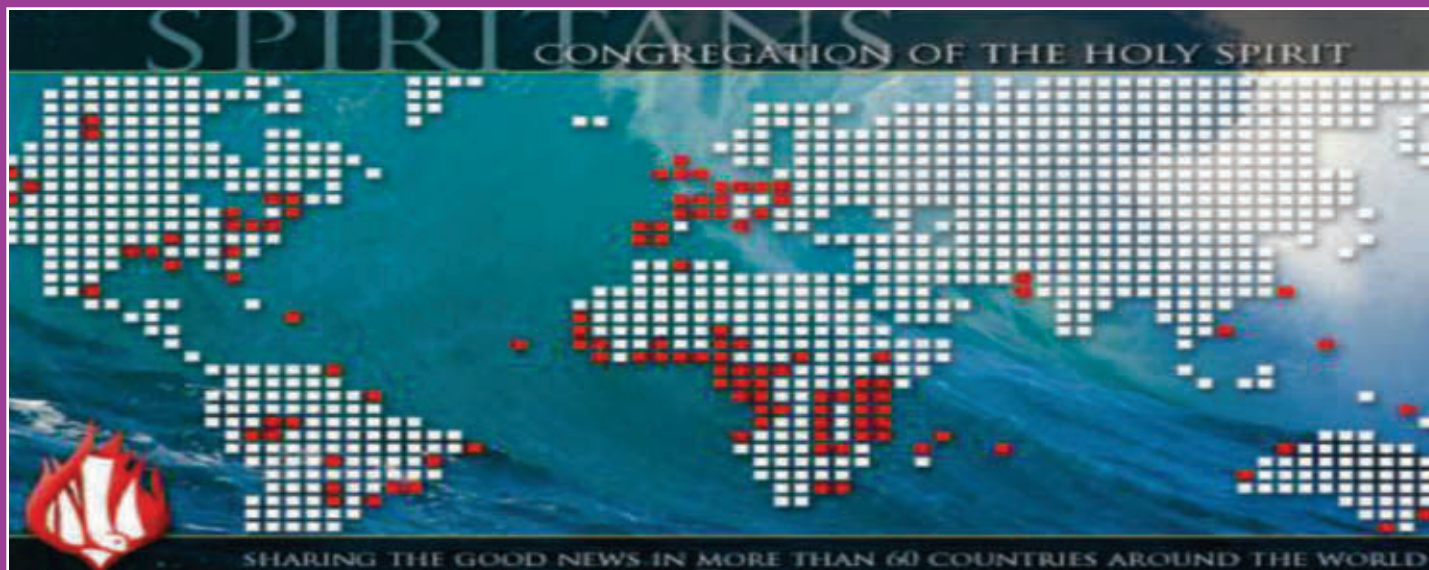 SPIRITANS
CONGREGATION OF THE HOLY SPIRIT
SHARING THE GOOD NEWS IN MORE THAN 60 COUNTRIES AROUND THE WORLD